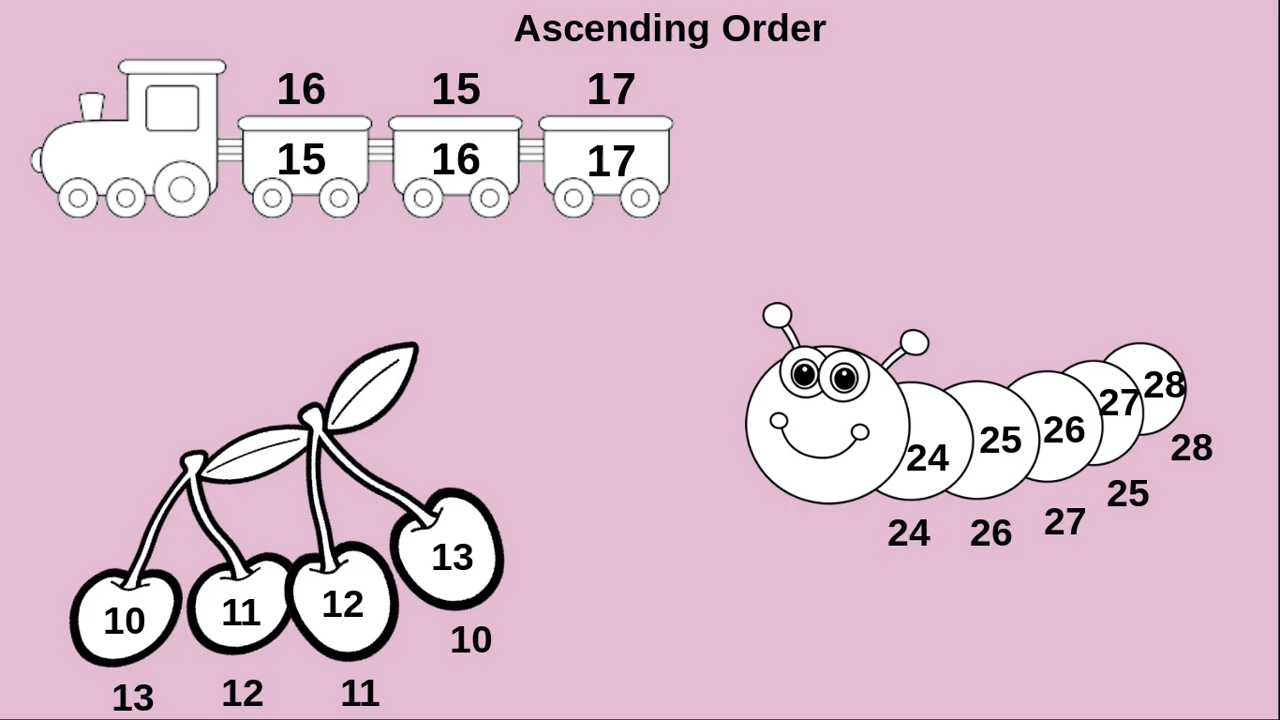 Ascending Order
16 15 17
15 16 17
24 25 26 27 28
24 26 27 25 28
10 11 12 13
13 12 11 10